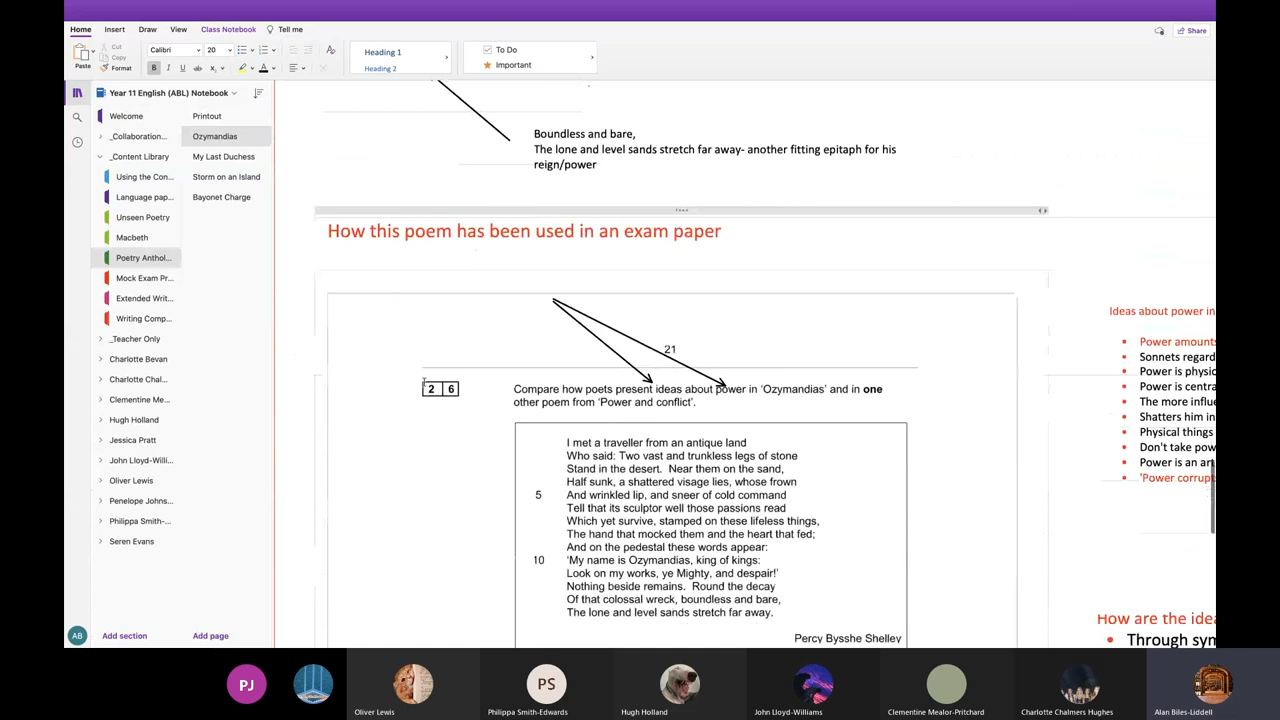 Home Insert Draw View Class Notebook Tell me
Share
Paste
Cut
Copy
Format
Calibri 20
B I U ab x A
Heading 1
Heading 2
To Do
Important
Year 11 English (ABL) Notebook
Welcome
_Collaboration...
_Content Library
Using the Con...
Language pap...
Unseen Poetry
Macbeth
Poetry Anthol...
Mock Exam Pr...
Extended Writ...
Writing Comp...
_Teacher Only
Charlotte Bevan
Charlotte Chal...
Clementine Me...
Hugh Holland
Jessica Pratt
John Lloyd-Willi...
Oliver Lewis
Penelope Johns...
Philippa Smith-...
Seren Evans
AB
Add section
Add page
Printout
Ozymandias
My Last Duchess
Storm on an Island
Bayonet Charge
Boundless and bare,
The lone and level sands stretch far away- another fitting epitaph for his
reign/power
How this poem has been used in an exam paper
21
2 6
Compare how poets present ideas about power in ‘Ozymandias’ and in one
other poem from ‘Power and conflict’.
I met a traveller from an antique land
Who said: Two vast and trunkless legs of stone
Stand in the desert. Near them on the sand,
Half sunk, a shattered visage lies, whose frown
5 And wrinkled lip, and sneer of cold command
Tell that its sculptor well those passions read
Which yet survive, stamped on these lifeless things,
The hand that mocked them and the heart that fed;
And on the pedestal these words appear:
10 ‘My name is Ozymandias, king of kings:
Look on my works, ye Mighty, and despair!’
Nothing beside remains. Round the decay
Of that colossal wreck, boundless and bare,
The lone and level sands stretch far away.
Percy Bysshe Shelley
Ideas about power in
Power amounts
Sonnets regard
Power is physic
Power is centra
The more influe
Shatters him in
Physical things
Don't take pow
Power is an art
'Power corrupt
How are the idea
Through sym
PJ
Oliver Lewis
PS
Philippa Smith-Edwards
Hugh Holland
John Lloyd-Williams
Clementine Mealor-Pritchard
Charlotte Chalmers Hughes
Alan Biles-Liddell